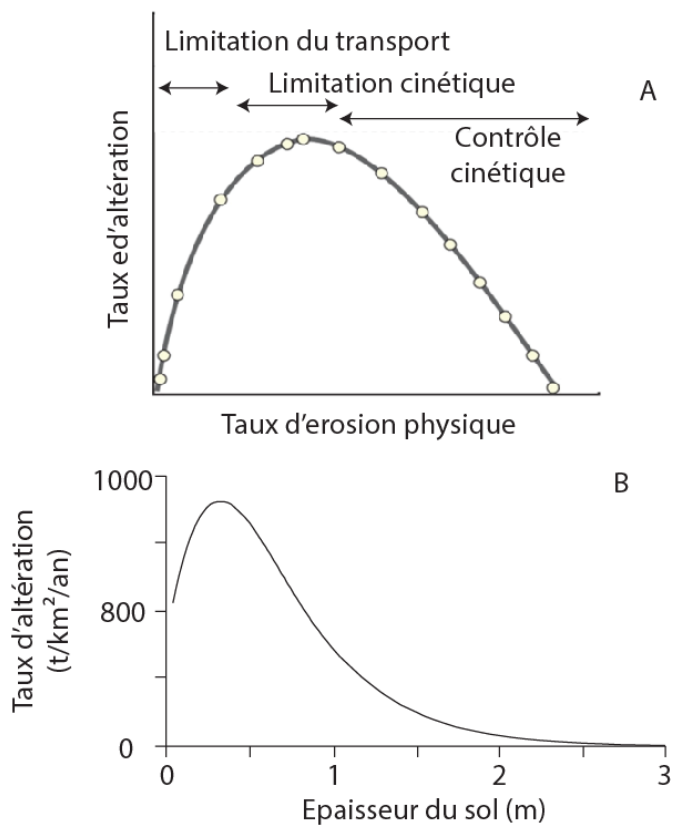 Limitation du transport
Limitation cinétique
A
Contrôle
cinétique
Taux ed'altération
Taux d'erosion physique
B
1000
800
0
Taux d'altération
(t/km²/an)
0
1
2
3
Epaisseur du sol (m)